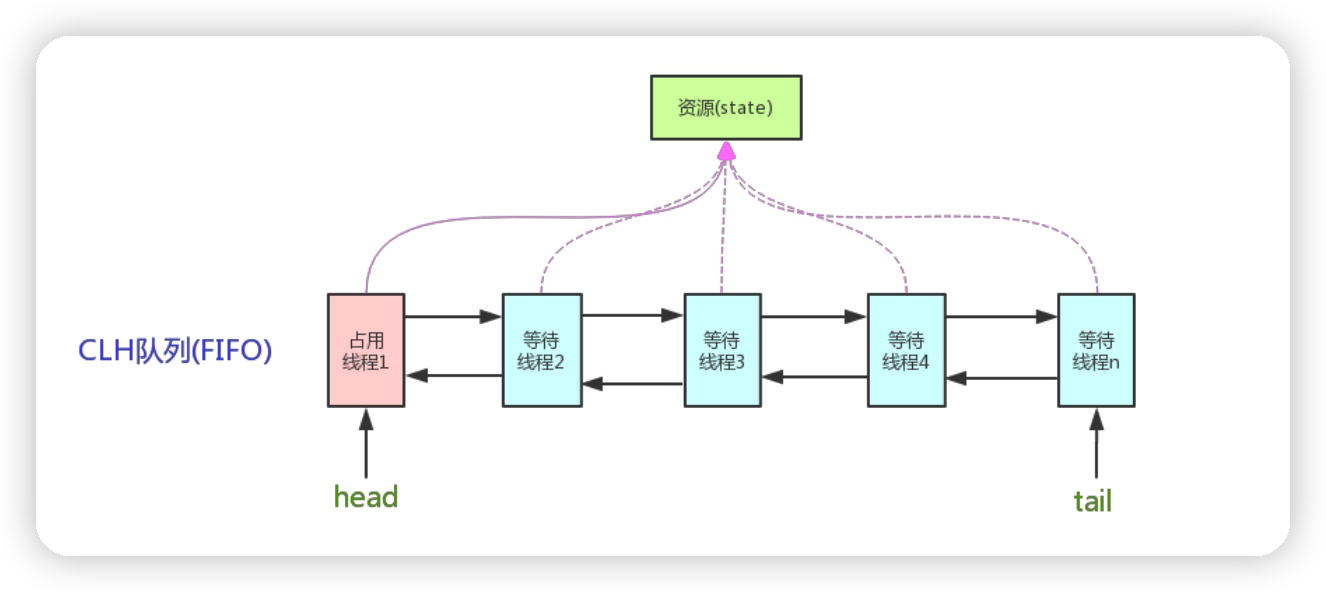 资源(state)
CLH队列(FIFO)
占用
线程1
等待
线程2
等待
线程3
等待
线程4
等待
线程n
head
tail